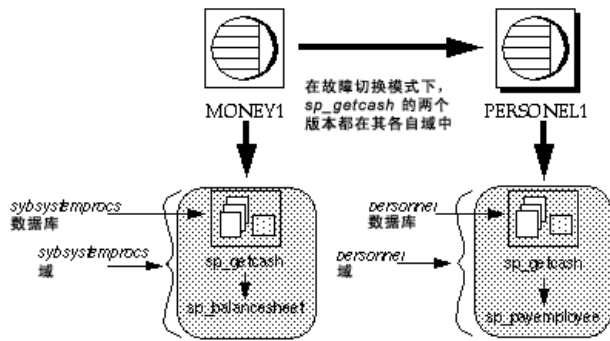 MONEY1
在故障切换模式下，
sp_getcash 的两个
版本都在其各自域中
PERSONEL1
sybsystemprocs
数据库
sybsystemprocs
域
sp_getcash
sp_balancesheet
personnel
数据库
personnel
域
sp_getcash
sp_payemployee